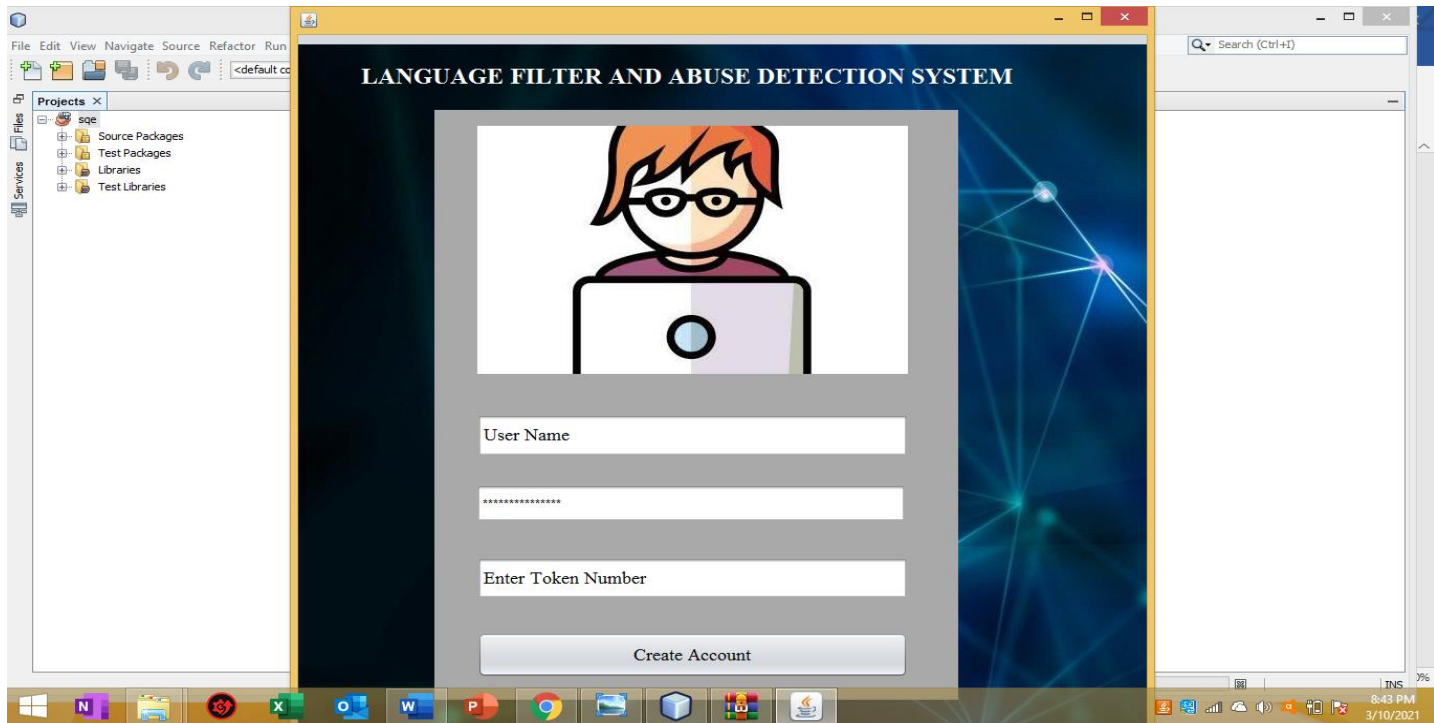 File Edit View Navigate Source Refactor Run
Search (Ctrl+I)
<default co
Projects
Files
Services
sqe
Source Packages
Test Packages
Libraries
Test Libraries
LANGUAGE FILTER AND ABUSE DETECTION SYSTEM
User Name
***************
Enter Token Number
Create Account
INS
0%
N
X
W
P
8:43 PM
3/10/2021